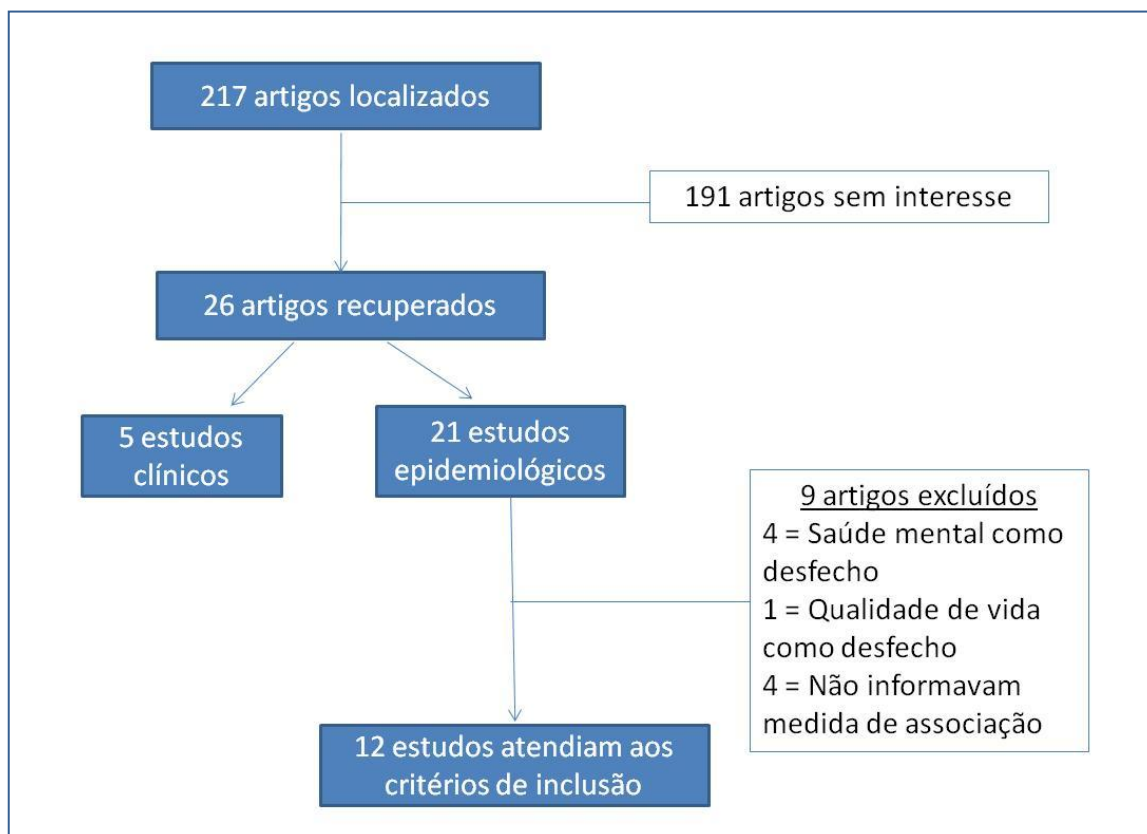 217 artigos localizados
191 artigos sem interesse
26 artigos recuperados
5 estudos
clínicos
21 estudos
epidemiológicos
9 artigos excluídos
4 = Saúde mental como
desfecho
1 = Qualidade de vida
como desfecho
4 = Não informavam
medida de associação
12 estudos atendiam aos
critérios de inclusão